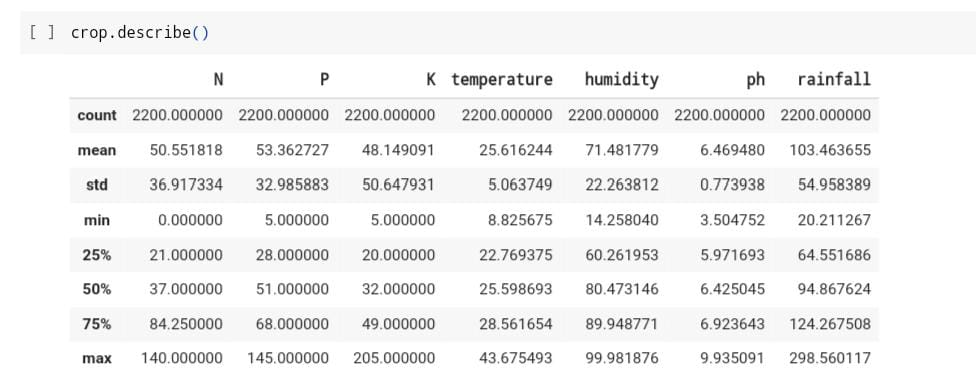 [ ] crop.describe()
N P K temperature humidity ph rainfall
count 2200.000000 2200.000000 2200.000000 2200.000000 2200.000000 2200.000000 2200.000000
mean 50.551818 53.362727 48.149091 25.616244 71.481779 6.469480 103.463655
std 36.917334 32.985883 50.647931 5.063749 22.263812 0.773938 54.958389
min 0.000000 5.000000 5.000000 8.825675 14.258040 3.504752 20.211267
25% 21.000000 28.000000 20.000000 22.769375 60.261953 5.971693 64.551686
50% 37.000000 51.000000 32.000000 25.598693 80.473146 6.425045 94.867624
75% 84.250000 68.000000 49.000000 28.561654 89.948771 6.923643 124.267508
max 140.000000 145.000000 205.000000 43.675493 99.981876 9.935091 298.560117